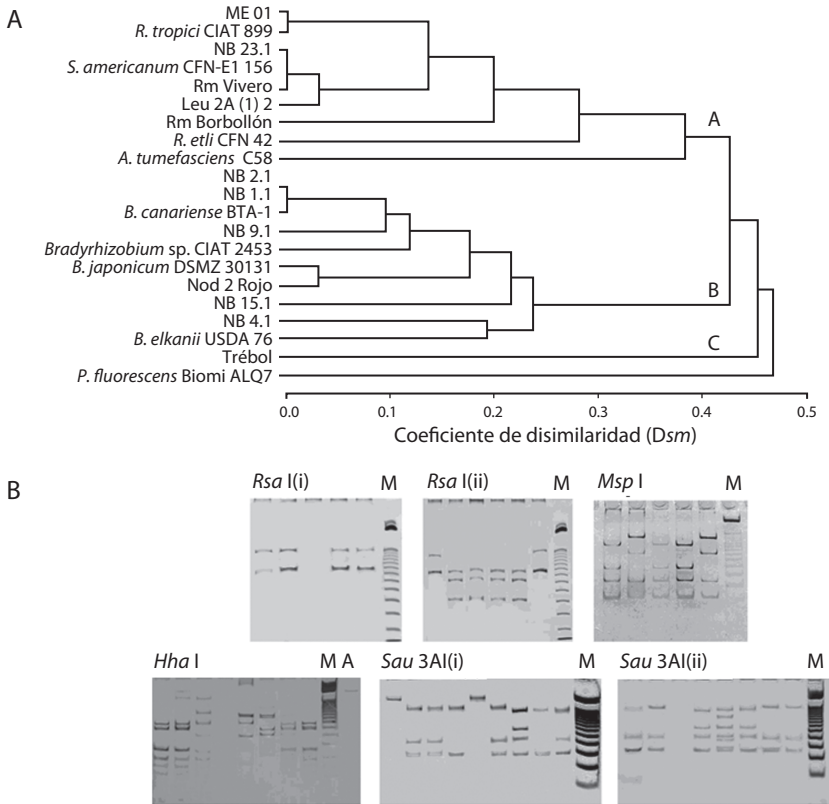 A
ME 01
R. tropici CIAT 899
NB 23.1
S. americanum CFN-E1 156
Rm Vivero
Leu 2A (1) 2
Rm Borbollón
R. etli CFN 42
A. tumefasciens C58
NB 2.1
NB 1.1
B. canariense BTA-1
NB 9.1
Bradyrhizobium sp. CIAT 2453
B. japonicum DSMZ 30131
Nod 2 Rojo
NB 15.1
NB 4.1
B. elkanii USDA 76
Trébol
P. fluorescens Biomi ALQ7
A
B
C
0.0 0.1 0.2 0.3 0.4 0.5
Coeficiente de disimilaridad (Dsm)
B
Rsa I(i) M
Rsa I(ii) M
Msp I M
Hha I M A
Sau 3AI(i) M
Sau 3AI(ii) M